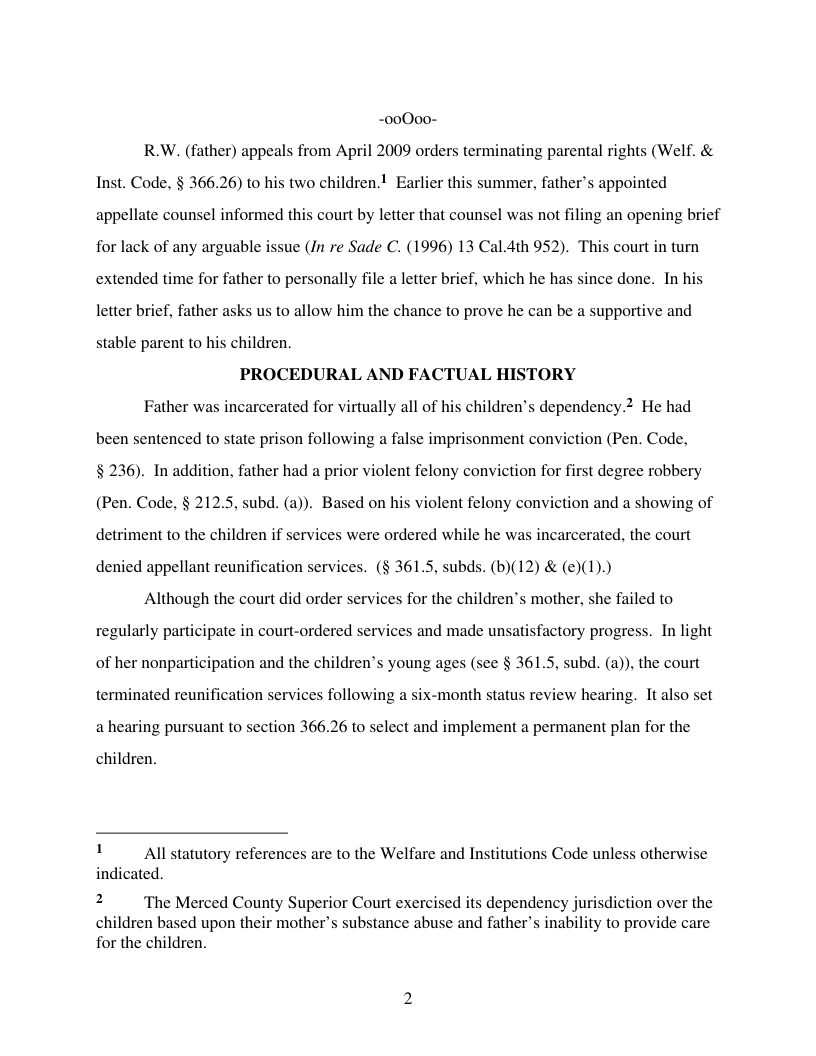 -ooOoo-
R.W. (father) appeals from April 2009 orders terminating parental rights (Welf. &
Inst. Code, § 366.26) to his two children.1  Earlier this summer, father’s appointed
appellate counsel informed this court by letter that counsel was not filing an opening brief
for lack of any arguable issue (In re Sade C. (1996) 13 Cal.4th 952).  This court in turn
extended time for father to personally file a letter brief, which he has since done.  In his
letter brief, father asks us to allow him the chance to prove he can be a supportive and
stable parent to his children.
PROCEDURAL AND FACTUAL HISTORY
Father was incarcerated for virtually all of his children’s dependency.2  He had
been sentenced to state prison following a false imprisonment conviction (Pen. Code,
§ 236).  In addition, father had a prior violent felony conviction for first degree robbery
(Pen. Code, § 212.5, subd. (a)).  Based on his violent felony conviction and a showing of
detriment to the children if services were ordered while he was incarcerated, the court
denied appellant reunification services.  (§ 361.5, subds. (b)(12) & (e)(1).)
Although the court did order services for the children’s mother, she failed to
regularly participate in court-ordered services and made unsatisfactory progress.  In light
of her nonparticipation and the children’s young ages (see § 361.5, subd. (a)), the court
terminated reunification services following a six-month status review hearing.  It also set
a hearing pursuant to section 366.26 to select and implement a permanent plan for the
children.
1 All statutory references are to the Welfare and Institutions Code unless otherwise
indicated.
2 The Merced County Superior Court exercised its dependency jurisdiction over the
children based upon their mother’s substance abuse and father’s inability to provide care
for the children.
2